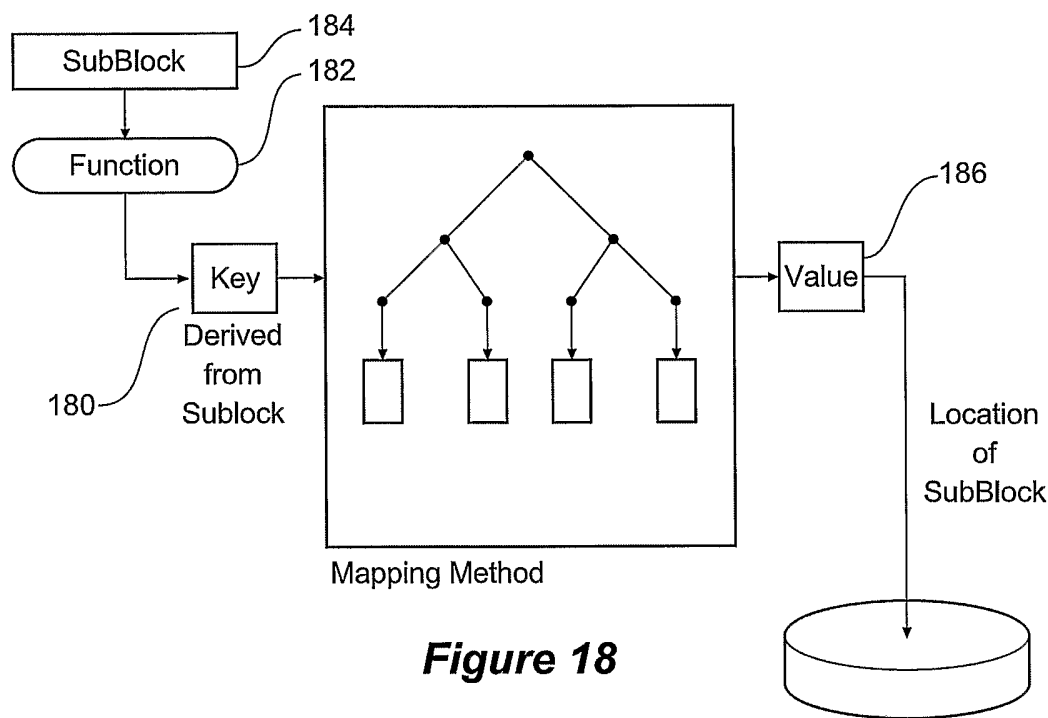 184
SubBlock
182
Function
186
Key
Value
Derived
from
Sublock
180
Location
of
SubBlock
Mapping Method
Figure 18